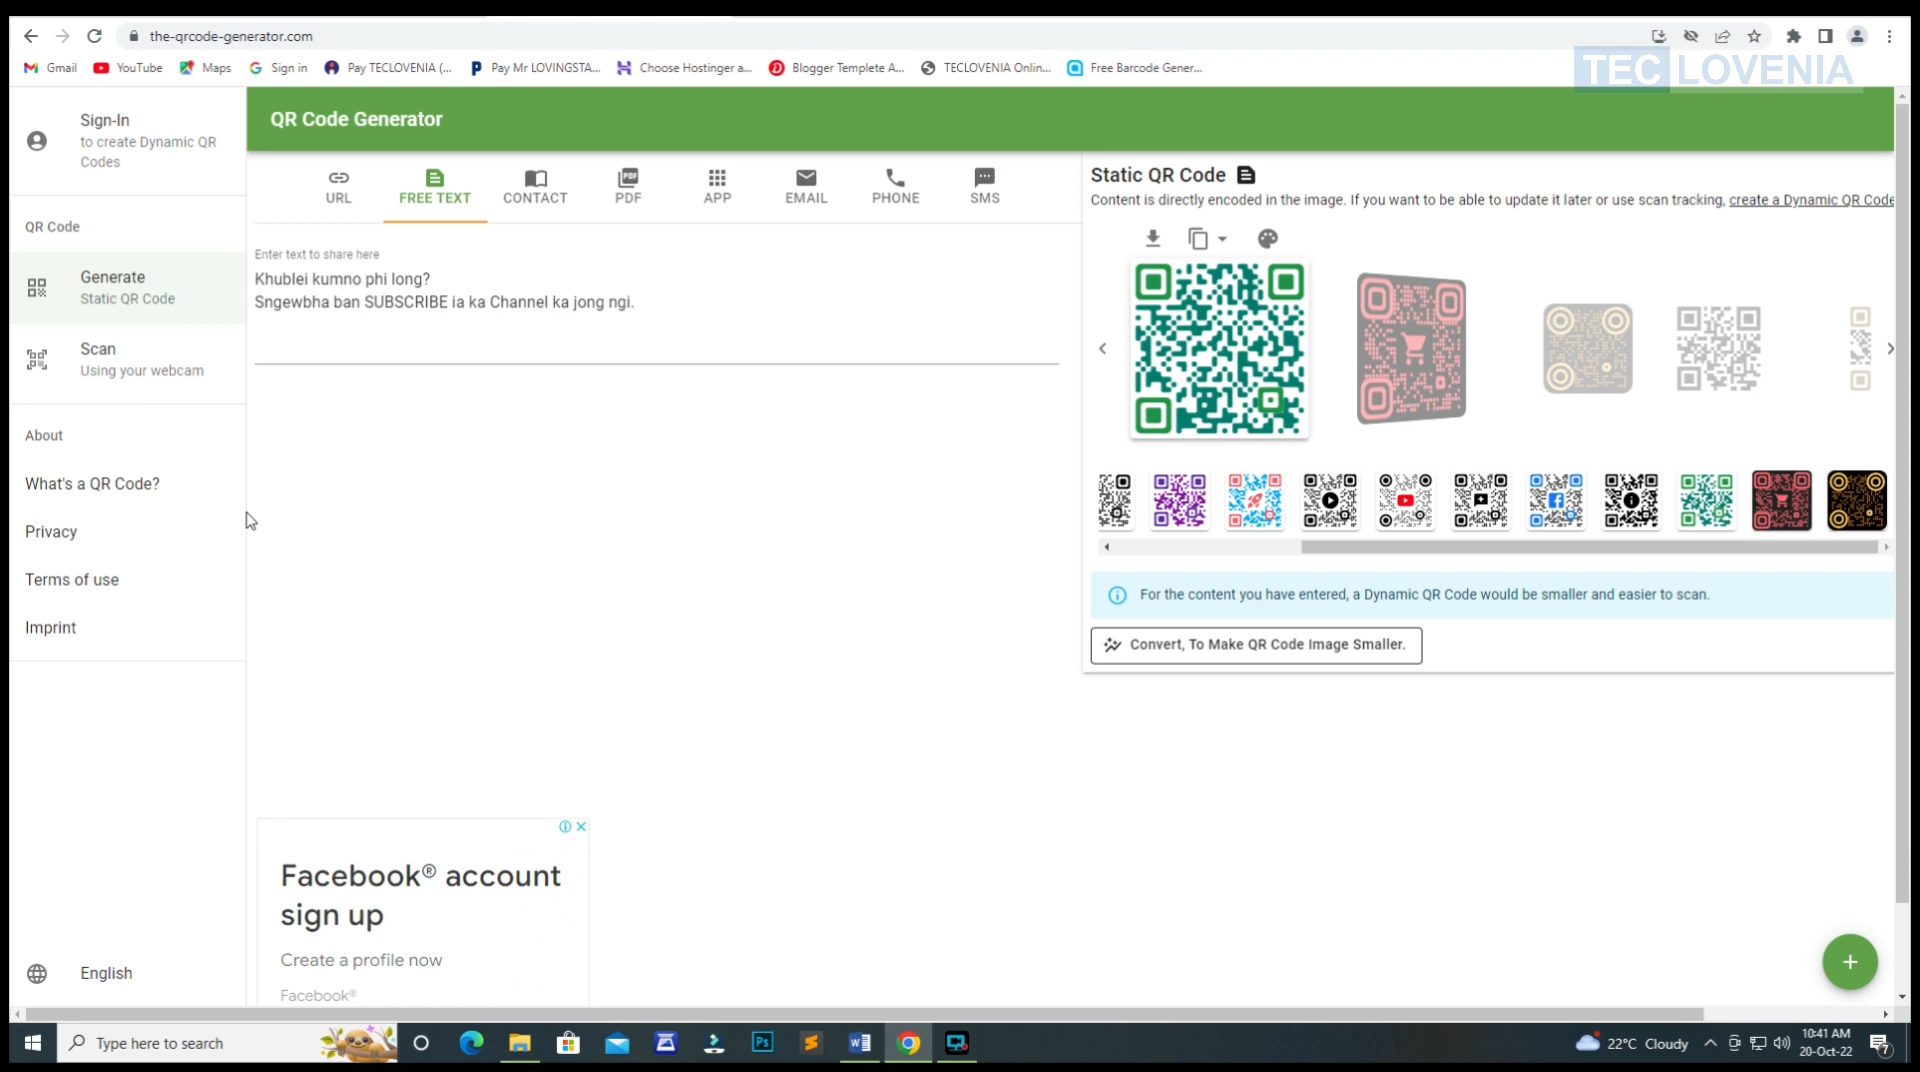 the-qrcode-generator.com
Gmail
YouTube
Maps
Sign in
Pay TECLOVENIA (...
Pay Mr LOVINGSTA...
Choose Hostinger a...
Blogger Templete A...
TECLOVENIA Onlin...
Free Barcode Gener...
TECLOVENIA
Sign-In
to create Dynamic QR
Codes
QR Code
Generate
Static QR Code
Scan
Using your webcam
About
What's a QR Code?
Privacy
Terms of use
Imprint
English
QR Code Generator
URL
FREE TEXT
CONTACT
PDF
APP
EMAIL
PHONE
SMS
Enter text to share here
Khublei kumno phi long?
Sngewbha ban SUBSCRIBE ia ka Channel ka jong ngi.
Static QR Code
Content is directly encoded in the image. If you want to be able to update it later or use scan tracking, create a Dynamic QR Code
For the content you have entered, a Dynamic QR Code would be smaller and easier to scan.
Convert, To Make QR Code Image Smaller.
Facebook® account
sign up
Create a profile now
Facebook®
Type here to search
Ps
22°C Cloudy
10:41 AM
20-Oct-22
7